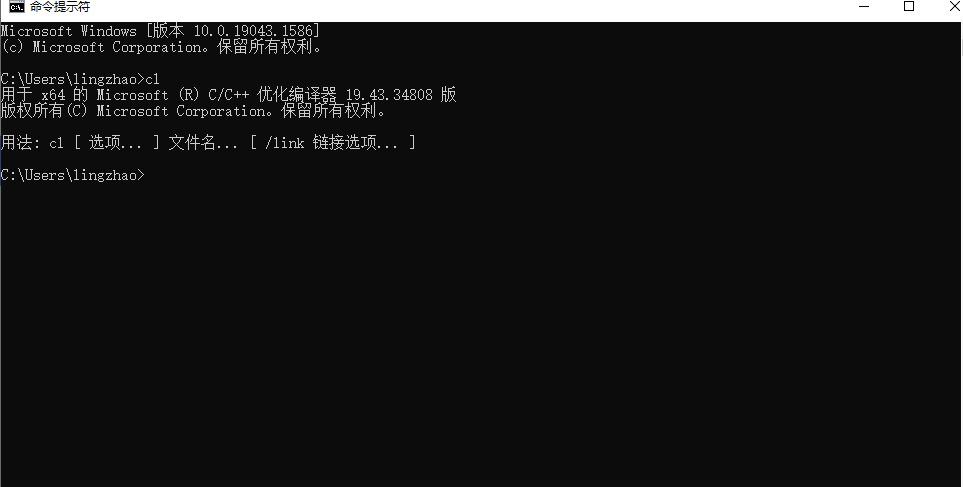 命令提示符
Microsoft Windows [版本 10.0.19043.1586]
(c) Microsoft Corporation。保留所有权利。
C:\Users\lingzhao>cl
用于 x64 的 Microsoft (R) C/C++ 优化编译器 19.43.34808 版
版权所有(C) Microsoft Corporation。保留所有权利。
用法: cl [ 选项... ] 文件名... [ /link 链接选项... ]
C:\Users\lingzhao>